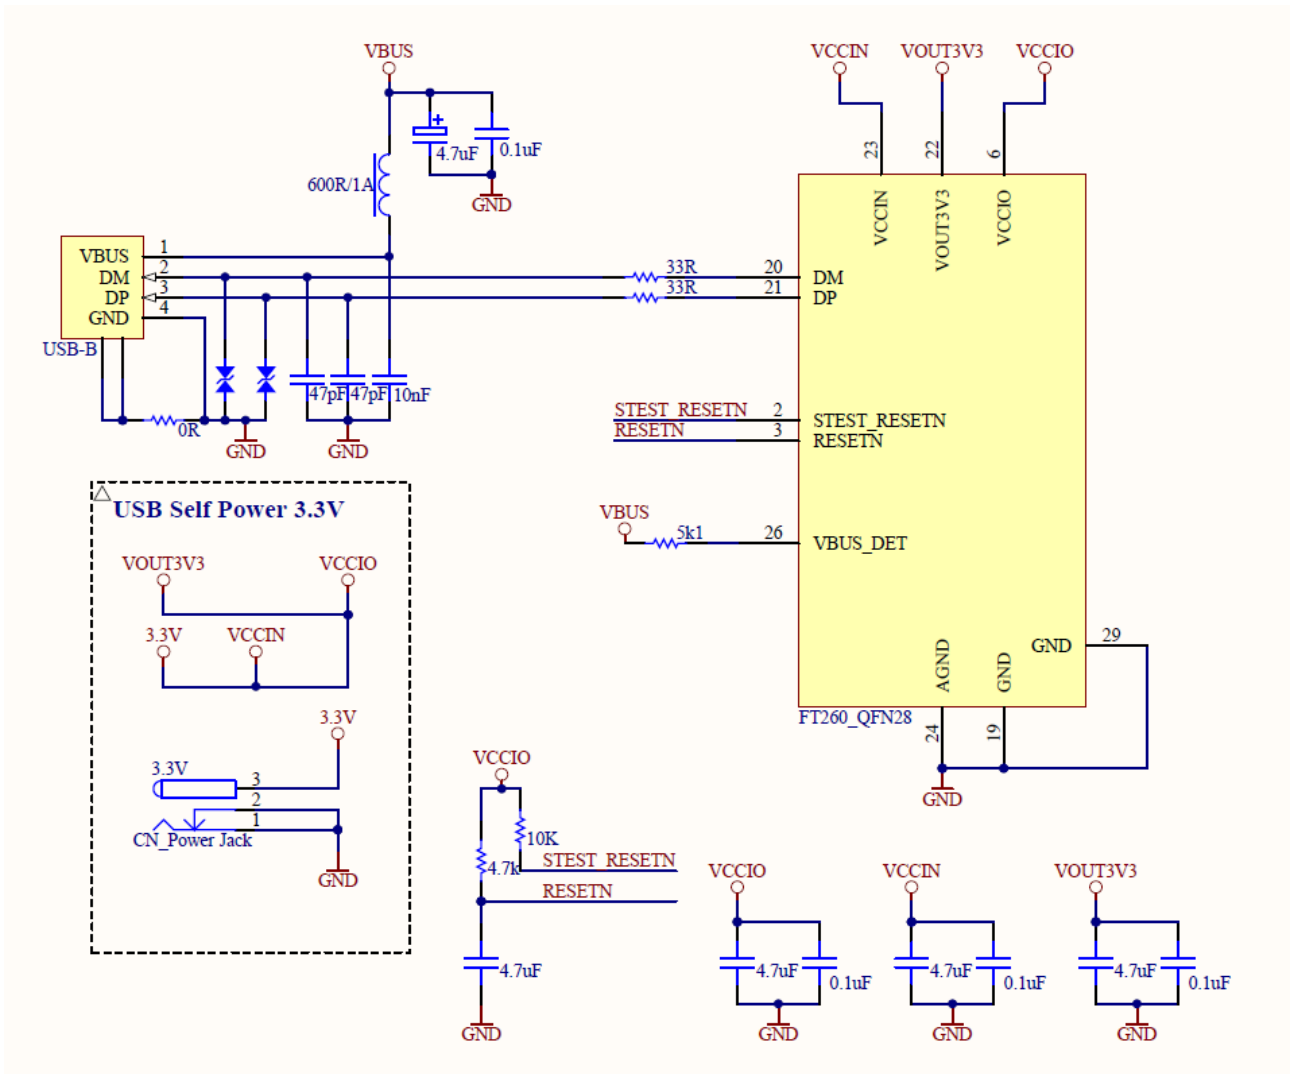 VBUS
VCCIN VOUT3V3 VCCIO
4.7uF 0.1uF
600R/1A
GND
23 22 6
VCCIN VOUT3V3 VCCIO
VBUS 1
DM 2
DP 3
GND 4
USB-B
33R 20 DM
33R 21 DP
47pF 47pF 10nF
0R
GND GND
STEST_RESETN 2 STEST_RESETN
RESETN 3 RESETN
VBUS
5k1 26 VBUS_DET
USB Self Power 3.3V
VOUT3V3 VCCIO
3.3V VCCIN
3.3V
3.3V 3
2
1
CN_Power Jack
GND
AGND GND GND 29
FT260_QFN28
24 19
GND
VCCIO
10K
4.7k STEST_RESETN
RESETN
4.7uF
GND
VCCIO VCCIN VOUT3V3
4.7uF 0.1uF 4.7uF 0.1uF 4.7uF 0.1uF
GND GND GND